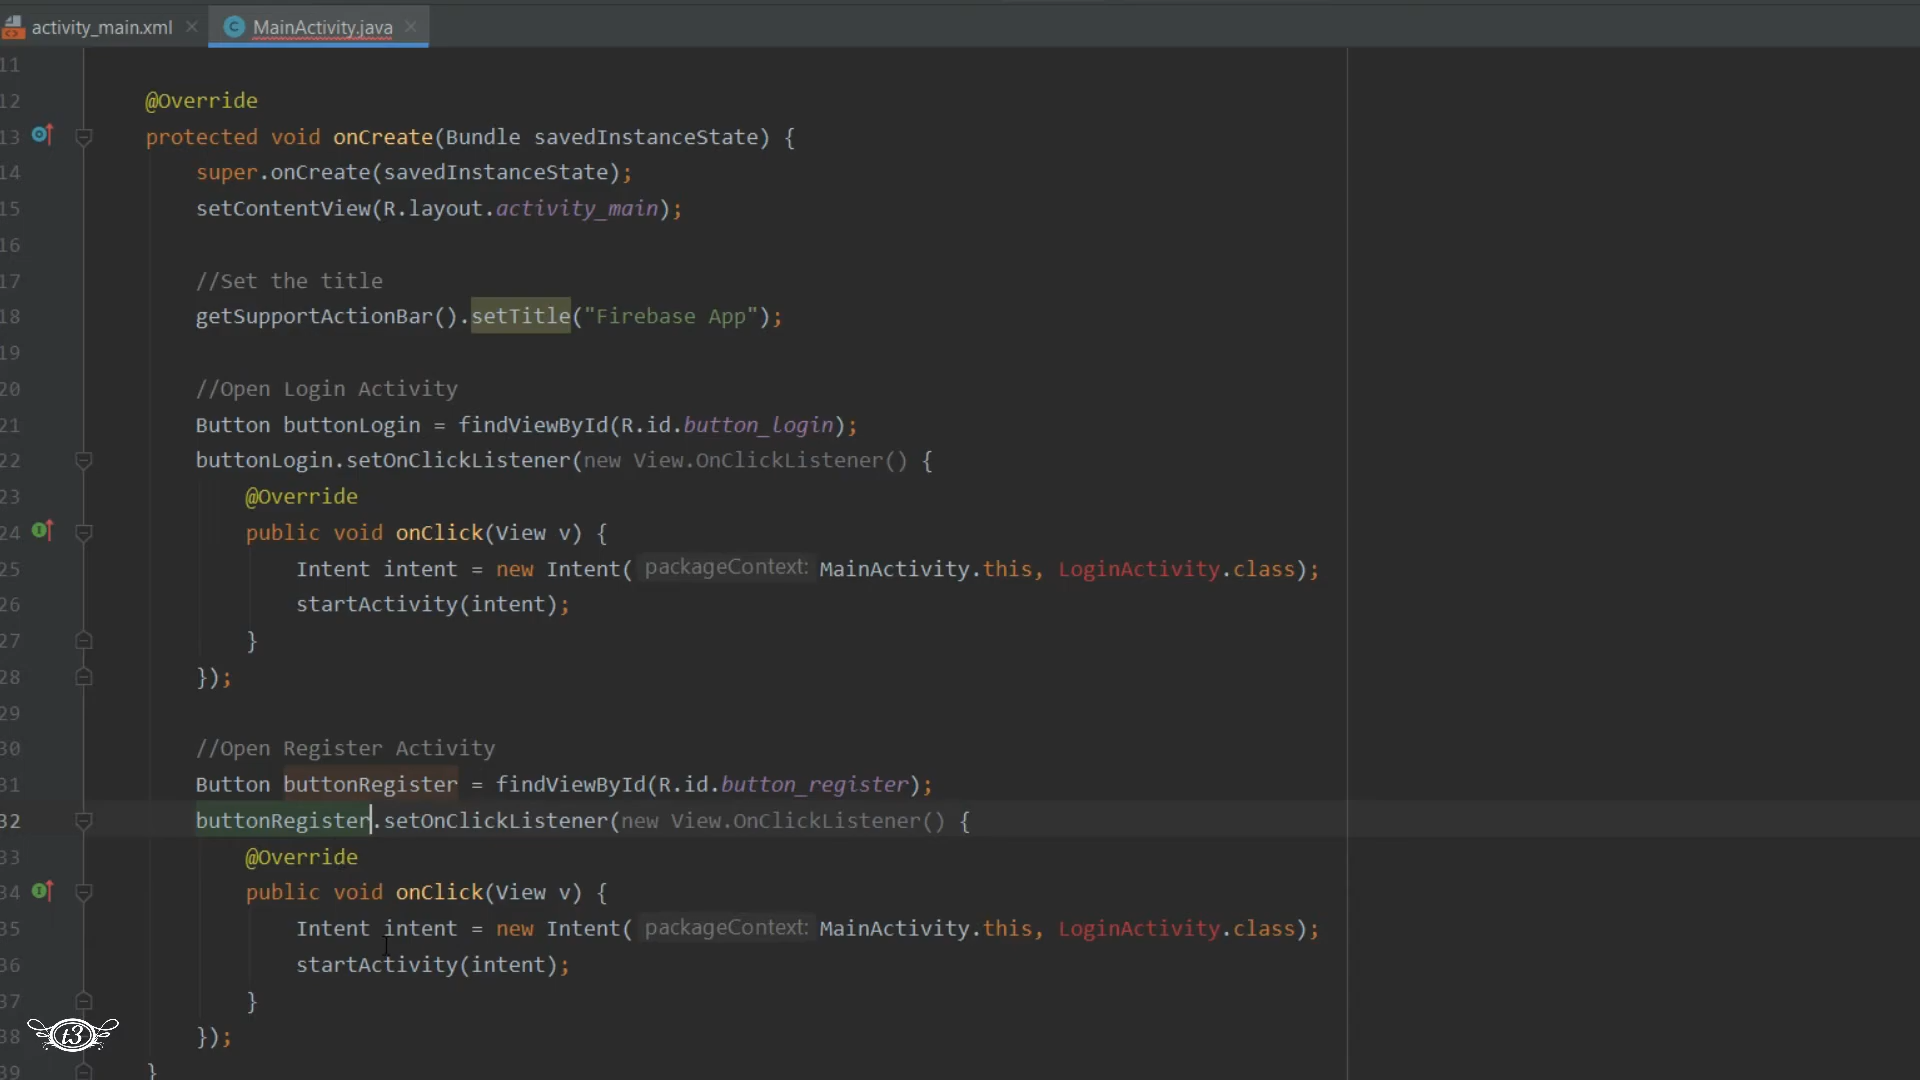 activity_main.xml MainActivity.java
11
12 @Override
13 protected void onCreate(Bundle savedInstanceState) {
14 super.onCreate(savedInstanceState);
15 setContentView(R.layout.activity_main);
16
17 //Set the title
18 getSupportActionBar().setTitle("Firebase App");
19
20 //Open Login Activity
21 Button buttonLogin = findViewById(R.id.button_login);
22 buttonLogin.setOnClickListener(new View.OnClickListener() {
23 @Override
24 public void onClick(View v) {
25 Intent intent = new Intent( packageContext: MainActivity.this, LoginActivity.class);
26 startActivity(intent);
27 }
28 });
29
30 //Open Register Activity
31 Button buttonRegister = findViewById(R.id.button_register);
32 buttonRegister.setOnClickListener(new View.OnClickListener() {
33 @Override
34 public void onClick(View v) {
35 Intent intent = new Intent( packageContext: MainActivity.this, LoginActivity.class);
36 startActivity(intent);
37 }
38 });
39 }
t3